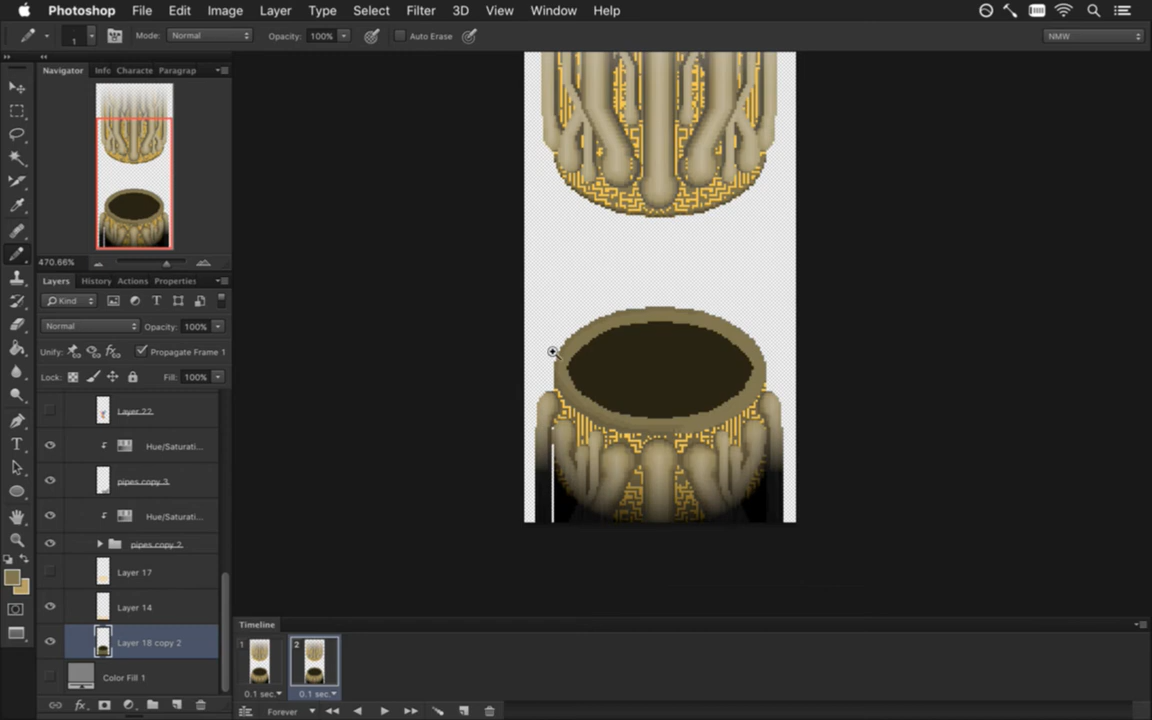 Photoshop File Edit Image Layer Type Select Filter 3D View Window Help
1 Mode: Normal Opacity: 100% Auto Erase NMW
Navigator Info Characte Paragrap
470.66%
Layers History Actions Properties
Kind
Normal Opacity: 100%
Unify: Propagate Frame 1
Lock: Fill: 100%
Layer 22
Hue/Saturati...
pipes copy 3
Hue/Saturati...
pipes copy 2
Layer 17
Layer 14
Layer 18 copy 2
Color Fill 1
Timeline
1 2
0.1 sec. 0.1 sec.
Forever